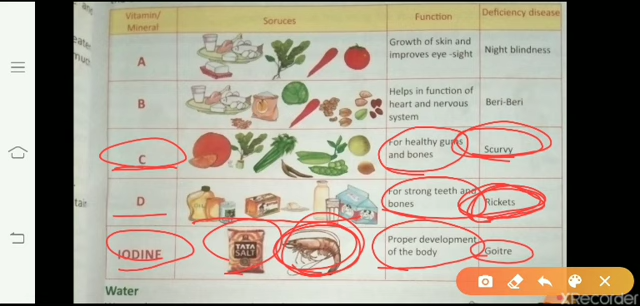 Vitamin/
Mineral
Soruces
Function
Deficiency disease
A
Growth of skin and
improves eye -sight
Night blindness
B
Helps in function of
heart and nervous
system
Beri-Beri
C
For healthy gums
and bones
Scurvy
D
For strong teeth and
bones
Rickets
IODINE
TATA
SALT
Proper development
of the body
Goitre
Water
XRecorder